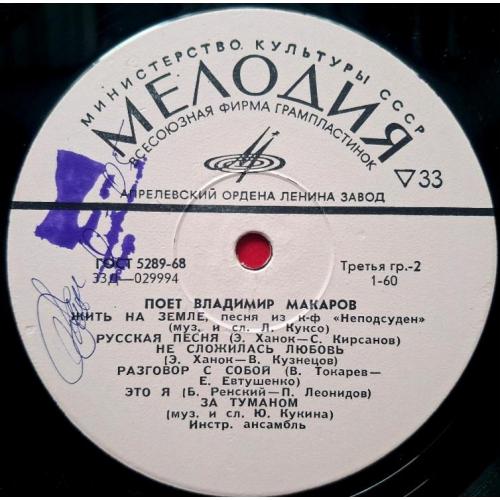 МИНИСТЕРСТВО КУЛЬТУРЫ СССР
МЕЛОДИЯ
ВСЕСОЮЗНАЯ ФИРМА ГРАМПЛАСТИНОК
АПРЕЛЕВСКИЙ ОРДЕНА ЛЕНИНА ЗАВОД
▽33
ГОСТ 5289-68
33Д—029994
Третья гр.-2
1-60
ПОЕТ ВЛАДИМИР МАКАРОВ
ЖИТЬ НА ЗЕМЛЕ, песня из к-ф «Неподсуден»
(муз. и сл. Л. Куксо)
РУССКАЯ ПЕСНЯ (Э. Ханок—С. Кирсанов)
НЕ СЛОЖИЛАСЬ ЛЮБОВЬ
(Э. Ханок—В. Кузнецов)
РАЗГОВОР С СОБОЙ (В. Токарев—
Е. Евтушенко)
ЭТО Я (Б. Ренский—П. Леонидов)
ЗА ТУМАНОМ
(муз. и сл. Ю. Кукина)
Инстр. ансамбль